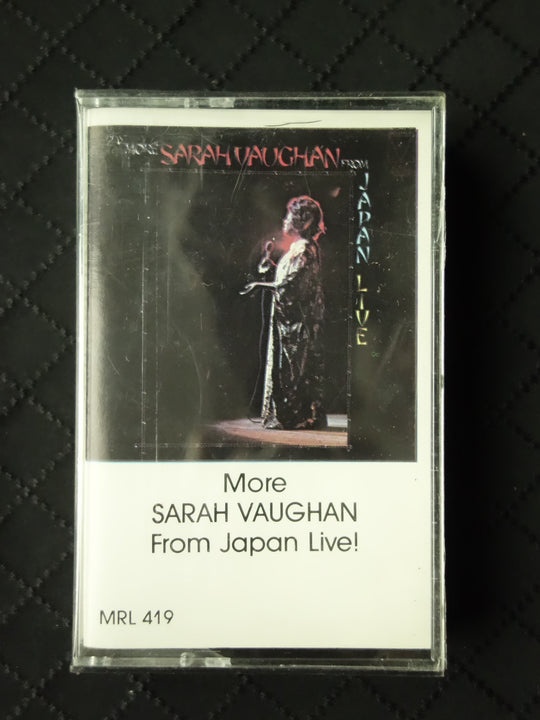 MORE SARAH VAUGHAN FROM
JAPAN LIVE
More
SARAH VAUGHAN
From Japan Live!
MRL 419